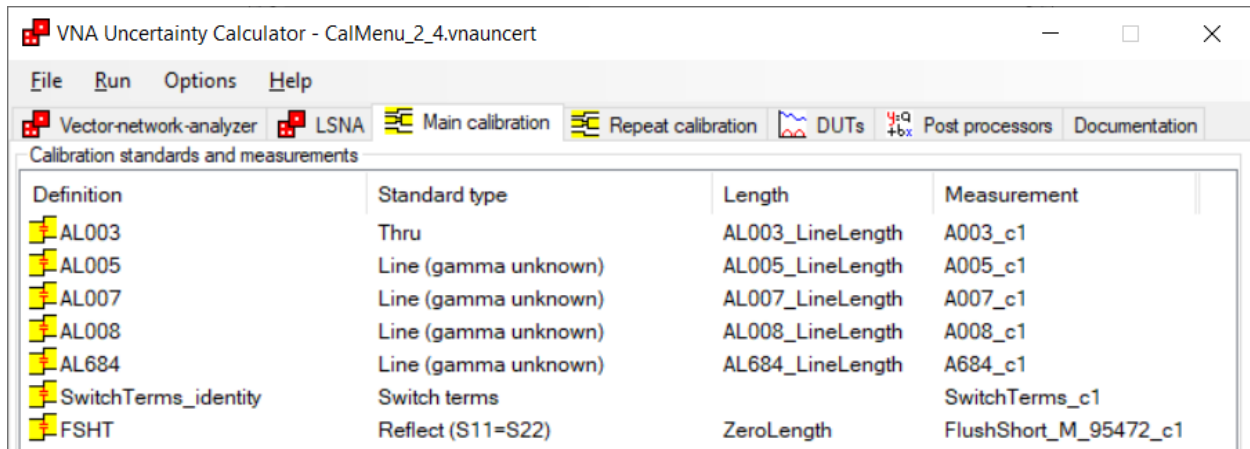 VNA Uncertainty Calculator - CalMenu_2_4.vnauncert
File Run Options Help
Vector-network-analyzer LSNA Main calibration Repeat calibration DUTs y=a+bx Post processors Documentation
Calibration standards and measurements
Definition Standard type Length Measurement
AL003 Thru AL003_LineLength A003_c1
AL005 Line (gamma unknown) AL005_LineLength A005_c1
AL007 Line (gamma unknown) AL007_LineLength A007_c1
AL008 Line (gamma unknown) AL008_LineLength A008_c1
AL684 Line (gamma unknown) AL684_LineLength A684_c1
SwitchTerms_identity Switch terms SwitchTerms_c1
FSHT Reflect (S11=S22) ZeroLength FlushShort_M_95472_c1